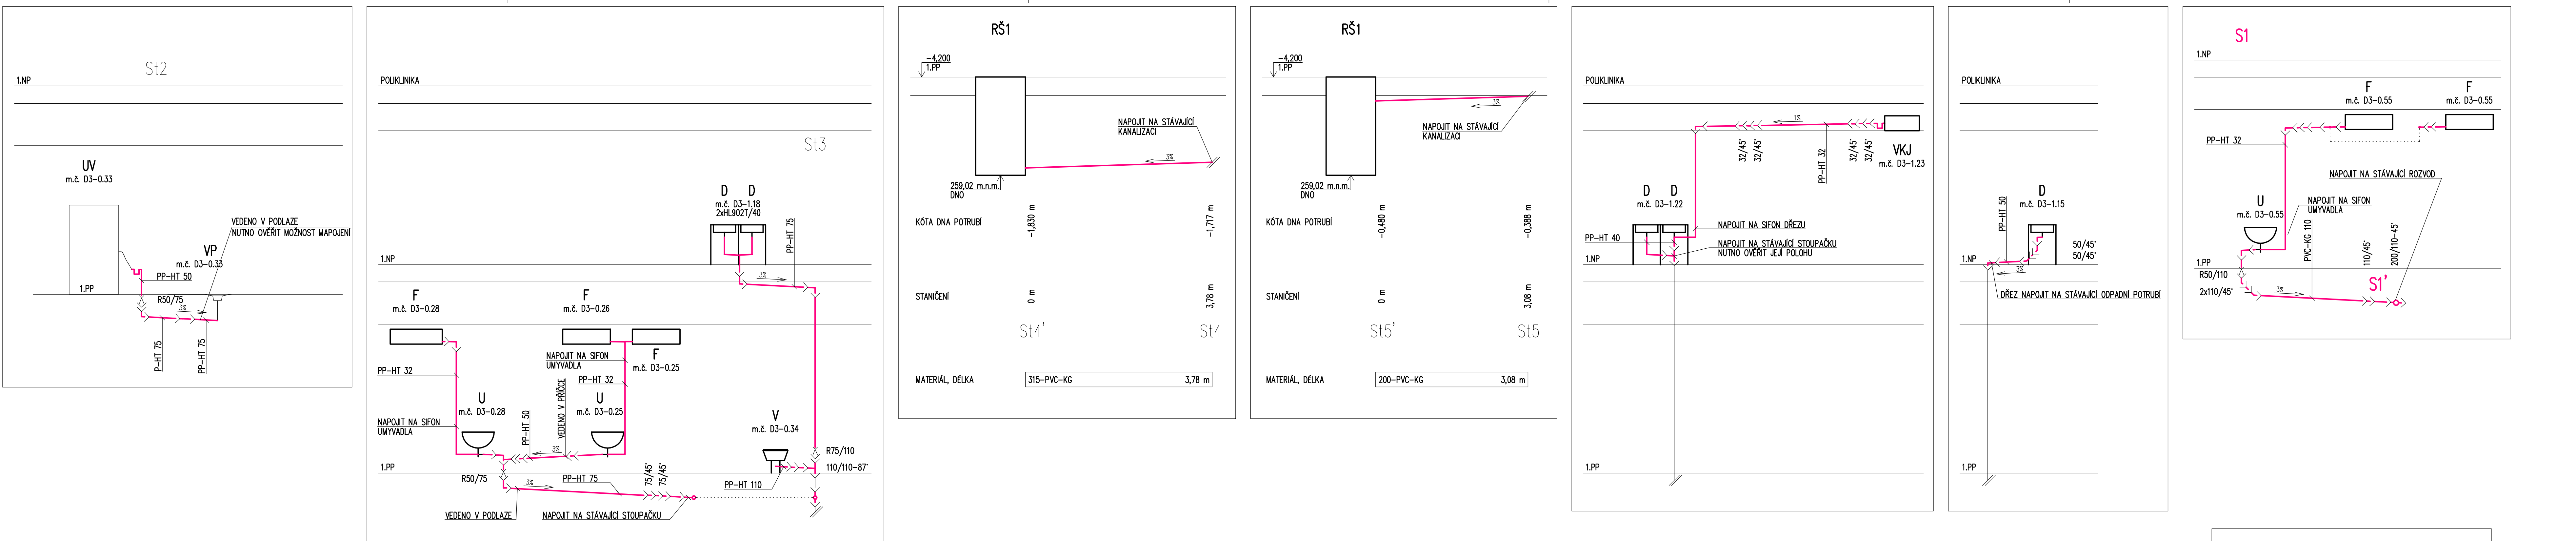 St2
1.NP
UV
m.č. D3-0.33
VEDENO V PODLAZE
NUTNO OVĚŘIT MOŽNOST MAPOJENÍ
VP
m.č. D3-0.33
PP-HT 50
1.PP
R50/75
3%
P-HT 75
PP-HT 75
POLIKLINIKA
St3
D D
m.č. D3-1.18
2xHL902T/40
PP-HT 75
1.NP
3%
F
m.č. D3-0.28
F
m.č. D3-0.26
NAPOJIT NA SIFON
UMYVADLA
F
m.č. D3-0.25
PP-HT 32
PP-HT 32
VEDENO V PŘÍČCE
U
m.č. D3-0.28
U
m.č. D3-0.25
PP-HT 50
V
m.č. D3-0.34
NAPOJIT NA SIFON
UMYVADLA
3%
R75/110
1.PP
110/110-87°
R50/75
3%
PP-HT 75
75/45°
75/45°
PP-HT 110
VEDENO V PODLAZE
NAPOJIT NA STÁVAJÍCÍ STOUPAČKU
RŠ1
-4,200
1.PP
NAPOJIT NA STÁVAJÍCÍ
KANALIZACI
3%
259,02 m.n.m.
DNO
KÓTA DNA POTRUBÍ
-1,830 m
-1,717 m
STANIČENÍ
0 m
3,78 m
St4'
St4
MATERIÁL, DÉLKA
315-PVC-KG
3,78 m
RŠ1
-4,200
1.PP
3%
NAPOJIT NA STÁVAJÍCÍ
KANALIZACI
259,02 m.n.m.
DNO
KÓTA DNA POTRUBÍ
-0,480 m
-0,388 m
STANIČENÍ
0 m
3,08 m
St5'
St5
MATERIÁL, DÉLKA
200-PVC-KG
3,08 m
POLIKLINIKA
1%
32/45°
32/45°
PP-HT 32
32/45°
32/45°
VKJ
m.č. D3-1.23
D D
m.č. D3-1.22
NAPOJIT NA SIFON DŘEZU
PP-HT 40
NAPOJIT NA STÁVAJÍCÍ STOUPAČKU
NUTNO OVĚŘIT JEJÍ POLOHU
1.NP
1.PP
POLIKLINIKA
D
m.č. D3-1.15
PP-HT 50
50/45°
50/45°
1.NP
3%
DŘEZ NAPOJIT NA STÁVAJÍCÍ ODPADNÍ POTRUBÍ
1.PP
S1
1.NP
F
m.č. D3-0.55
F
m.č. D3-0.55
PP-HT 32
NAPOJIT NA STÁVAJÍCÍ ROZVOD
U
m.č. D3-0.55
NAPOJIT NA SIFON
UMYVADLA
PVC-KG 110
110/45°
200/110-45°
1.PP
R50/110
2x110/45°
3%
S1'